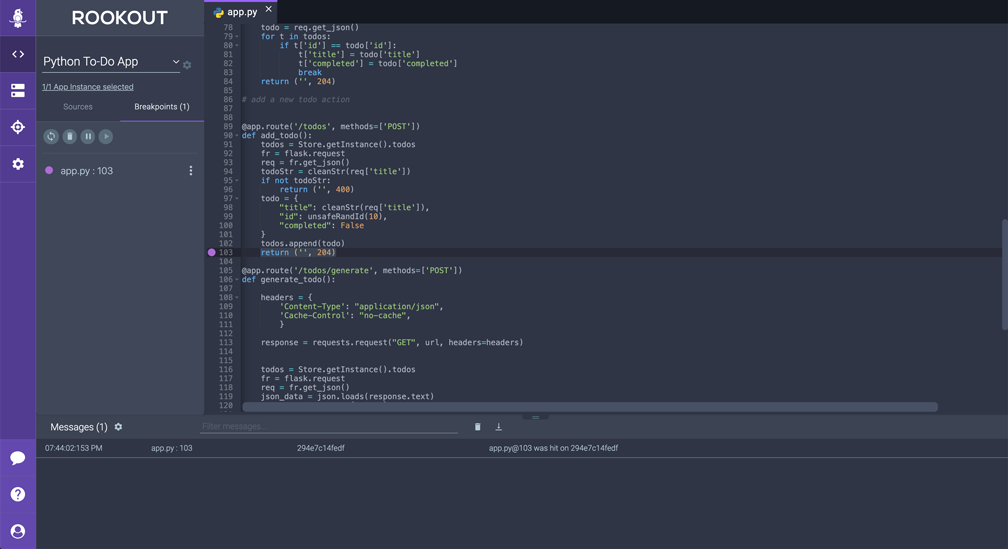 ROOKOUT
Python To-Do App
1/1 App Instance selected
Sources
Breakpoints (1)
app.py : 103
app.py
78 todo = req.get_json()
79 for t in todos:
80 if t['id'] == todo['id']:
81 t['title'] = todo['title']
82 t['completed'] = todo['completed']
83 break
84 return ('', 204)
85
86 # add a new todo action
87
88
89 @app.route('/todos', methods=['POST'])
90 def add_todo():
91 todos = Store.getInstance().todos
92 fr = flask.request
93 req = fr.get_json()
94 todoStr = cleanStr(req['title'])
95 if not todoStr:
96 return ('', 400)
97 todo = {
98 "title": cleanStr(req['title']),
99 "id": unsafeRandId(10),
100 "completed": False
101 }
102 todos.append(todo)
103 return ('', 204)
104
105 @app.route('/todos/generate', methods=['POST'])
106 def generate_todo():
107
108 headers = {
109 'Content-Type': "application/json",
110 'Cache-Control': "no-cache",
111 }
112
113 response = requests.request("GET", url, headers=headers)
114
115
116 todos = Store.getInstance().todos
117 fr = flask.request
118 req = fr.get_json()
119 json_data = json.loads(response.text)
120
Messages (1)
Filter messages...
07:44:02:153 PM app.py : 103 294e7c14fedf app.py@103 was hit on 294e7c14fedf